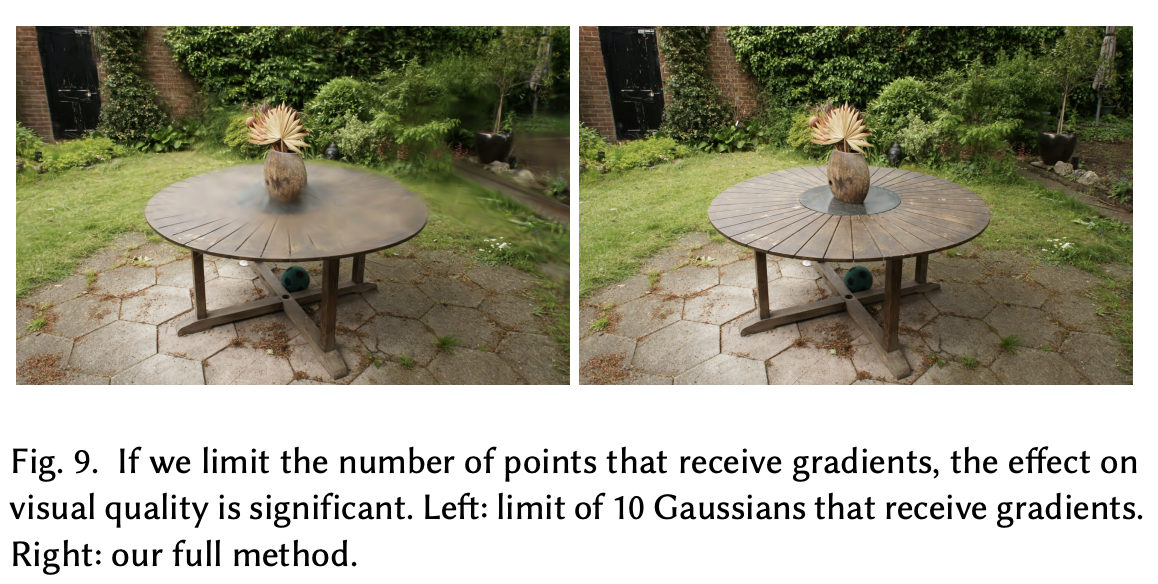 Fig. 9. If we limit the number of points that receive gradients, the effect on
visual quality is significant. Left: limit of 10 Gaussians that receive gradients.
Right: our full method.